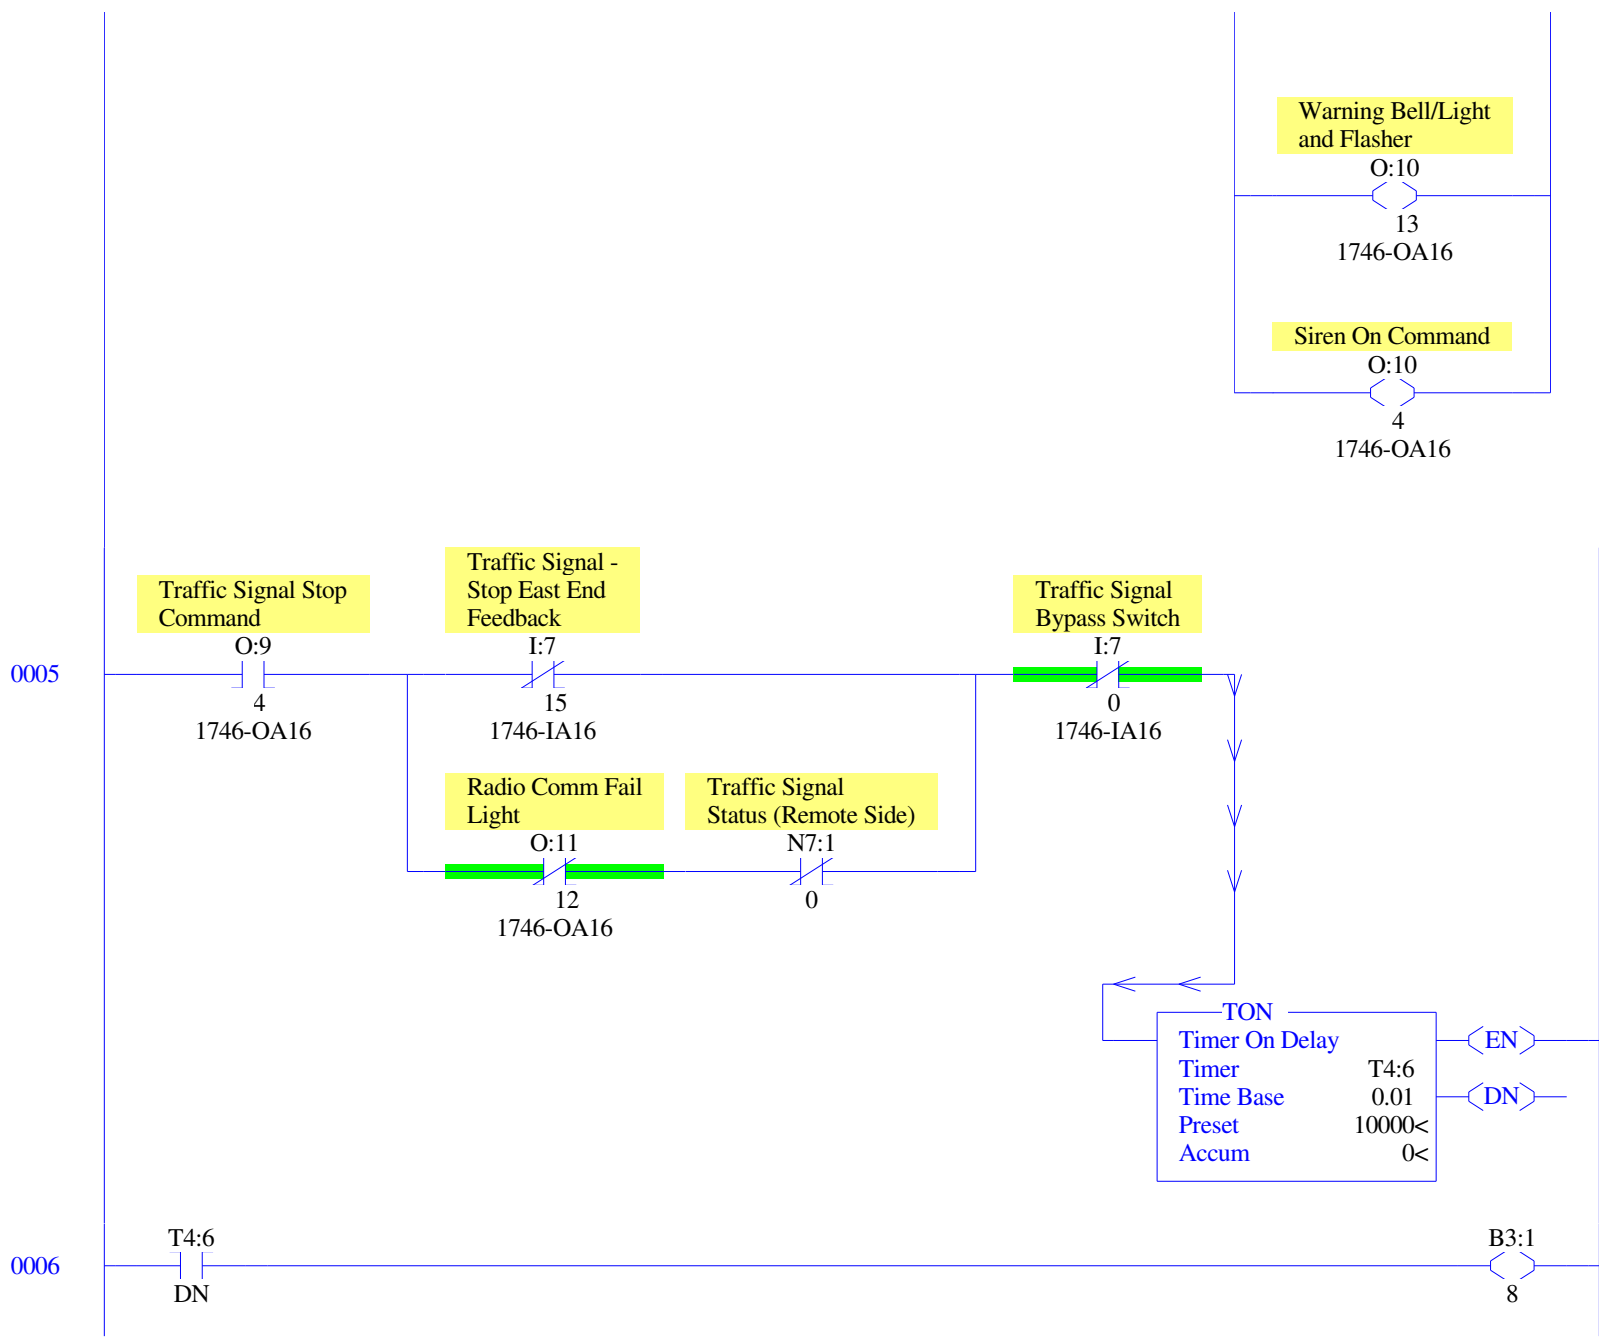 Warning Bell/Light
and Flasher
O:10
13
1746-OA16
Siren On Command
O:10
4
1746-OA16
0005
Traffic Signal Stop
Command
O:9
4
1746-OA16
Traffic Signal -
Stop East End
Feedback
I:7
15
1746-IA16
Traffic Signal
Bypass Switch
I:7
0
1746-IA16
Radio Comm Fail
Light
O:11
12
1746-OA16
Traffic Signal
Status (Remote Side)
N7:1
0
TON
Timer On Delay
Timer T4:6
Time Base 0.01
Preset 10000<
Accum 0<
EN
DN
0006
T4:6
DN
B3:1
8